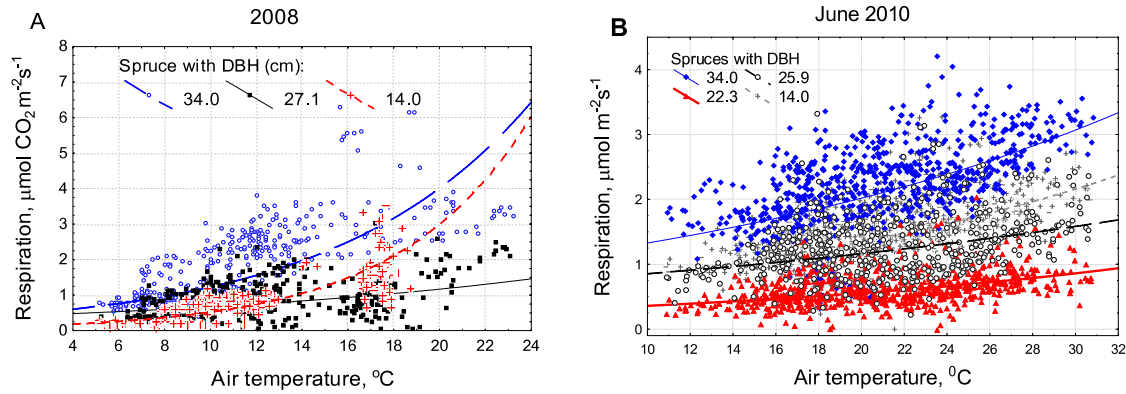 A
2008
Respiration, μmol CO2 m-2s-1
8
7
6
5
4
3
2
1
0
Spruce with DBH (cm):
34.0 27.1 14.0
4 6 8 10 12 14 16 18 20 22 24
Air temperature, oC
B
June 2010
Respiration, μmol m-2s-1
4
3
2
1
0
Spruces with DBH
34.0 25.9
22.3 14.0
10 12 14 16 18 20 22 24 26 28 30 32
Air temperature, 0C